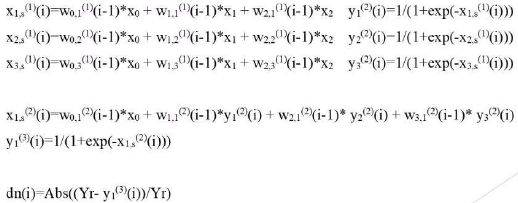 x₁,ₛ⁽¹⁾(i)=w₀,₁⁽¹⁾(i-1)*x₀ + w₁,₁⁽¹⁾(i-1)*x₁ + w₂,₁⁽¹⁾(i-1)*x₂ y₁⁽²⁾(i)=1/(1+exp(-x₁,ₛ⁽¹⁾(i)))
x₂,ₛ⁽¹⁾(i)=w₀,₂⁽¹⁾(i-1)*x₀ + w₁,₂⁽¹⁾(i-1)*x₁ + w₂,₂⁽¹⁾(i-1)*x₂ y₂⁽²⁾(i)=1/(1+exp(-x₂,ₛ⁽¹⁾(i)))
x₃,ₛ⁽¹⁾(i)=w₀,₃⁽¹⁾(i-1)*x₀ + w₁,₃⁽¹⁾(i-1)*x₁ + w₂,₃⁽¹⁾(i-1)*x₂ y₃⁽²⁾(i)=1/(1+exp(-x₁,ₛ⁽¹⁾(i)))
x₁,ₛ⁽²⁾(i)=w₀,₁⁽²⁾(i-1)*x₀ + w₁,₁⁽²⁾(i-1)*y₁⁽²⁾(i) + w₂,₁⁽²⁾(i-1)* y₂⁽²⁾(i) + w₃,₁⁽²⁾(i-1)* y₃⁽²⁾(i)
y₁⁽³⁾(i)=1/(1+exp(-x₁,ₛ⁽²⁾(i)))
dn(i)=Abs((Yr- y₁⁽³⁾(i))/Yr)